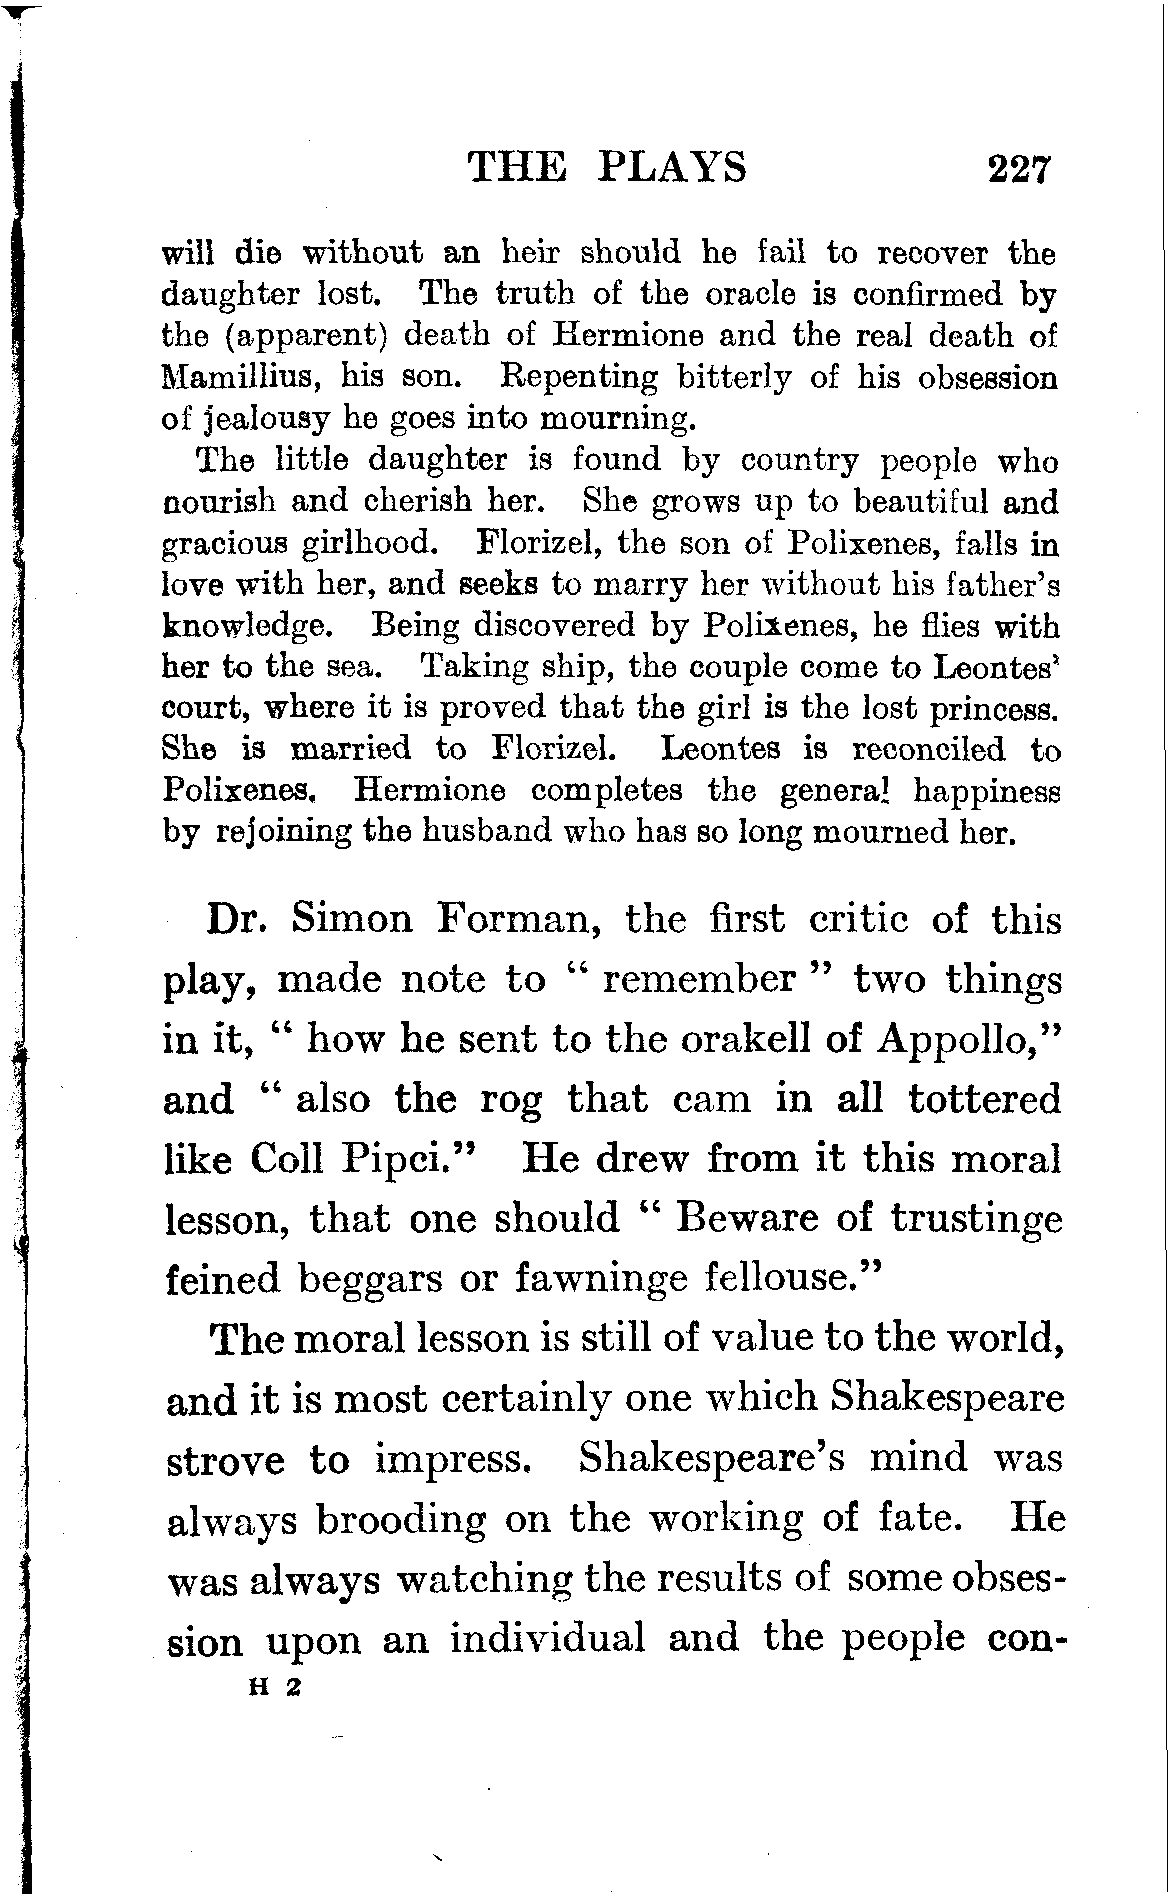 THE PLAYS 227
will die without an heir should he fail to recover the
daughter lost. The truth of the oracle is confirmed by
the (apparent) death of Hermione and the real death of
Mamillius, his son. Repenting bitterly of his obsession
of jealousy he goes into mourning.
The little daughter is found by country people who
nourish and cherish her. She grows up to beautiful and
gracious girlhood. Florizel, the son of Polixenes, falls in
love with her, and seeks to marry her without his father's
knowledge. Being discovered by Polixenes, he flies with
her to the sea. Taking ship, the couple come to Leontes'
court, where it is proved that the girl is the lost princess.
She is married to Florizel. Leontes is reconciled to
Polixenes. Hermione completes the general happiness
by rejoining the husband who has so long mourned her.
Dr. Simon Forman, the first critic of this
play, made note to “ remember ” two things
in it, “ how he sent to the orakell of Appollo,”
and “ also the rog that cam in all tottered
like Coll Pipci.” He drew from it this moral
lesson, that one should “ Beware of trustinge
feined beggars or fawninge fellouse.”
The moral lesson is still of value to the world,
and it is most certainly one which Shakespeare
strove to impress. Shakespeare's mind was
always brooding on the working of fate. He
was always watching the results of some obses-
sion upon an individual and the people con-
H 2